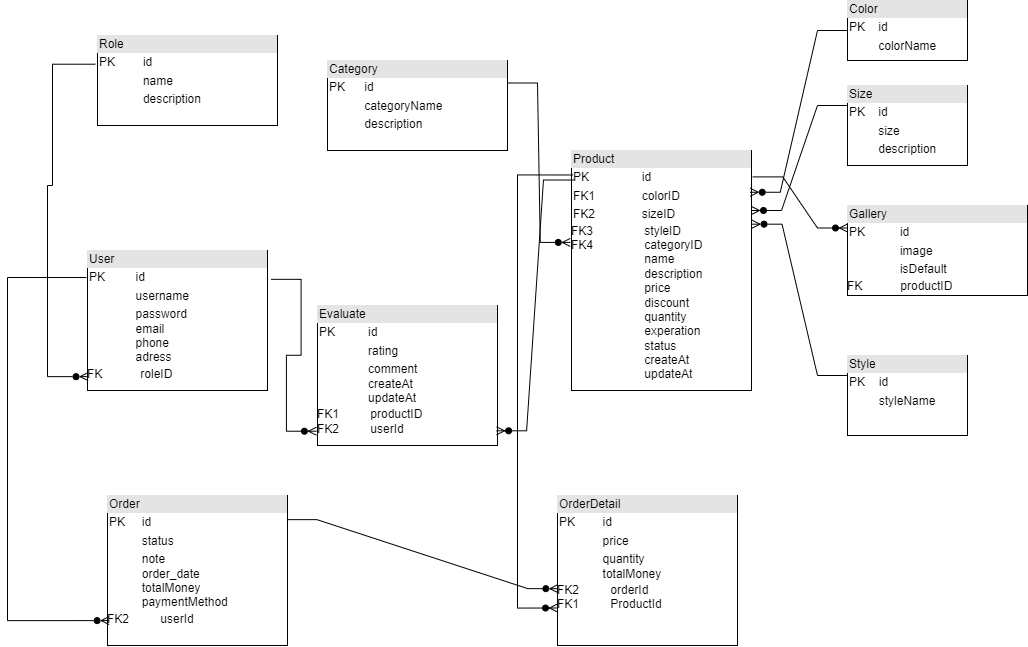 Role
PK id
name
description
Category
PK id
categoryName
description
Color
PK id
colorName
Size
PK id
size
description
Product
PK id
FK1 colorID
FK2 sizeID
FK3 styleID
FK4 categoryID
name
description
price
discount
quantity
experation
status
createAt
updateAt
Gallery
PK id
image
isDefault
FK productID
User
PK id
username
password
email
phone
adress
FK roleID
Evaluate
PK id
rating
comment
createAt
updateAt
FK1 productID
FK2 userId
Style
PK id
styleName
Order
PK id
status
note
order_date
totalMoney
paymentMethod
FK2 userId
OrderDetail
PK id
price
quantity
totalMoney
FK2 orderId
FK1 ProductId